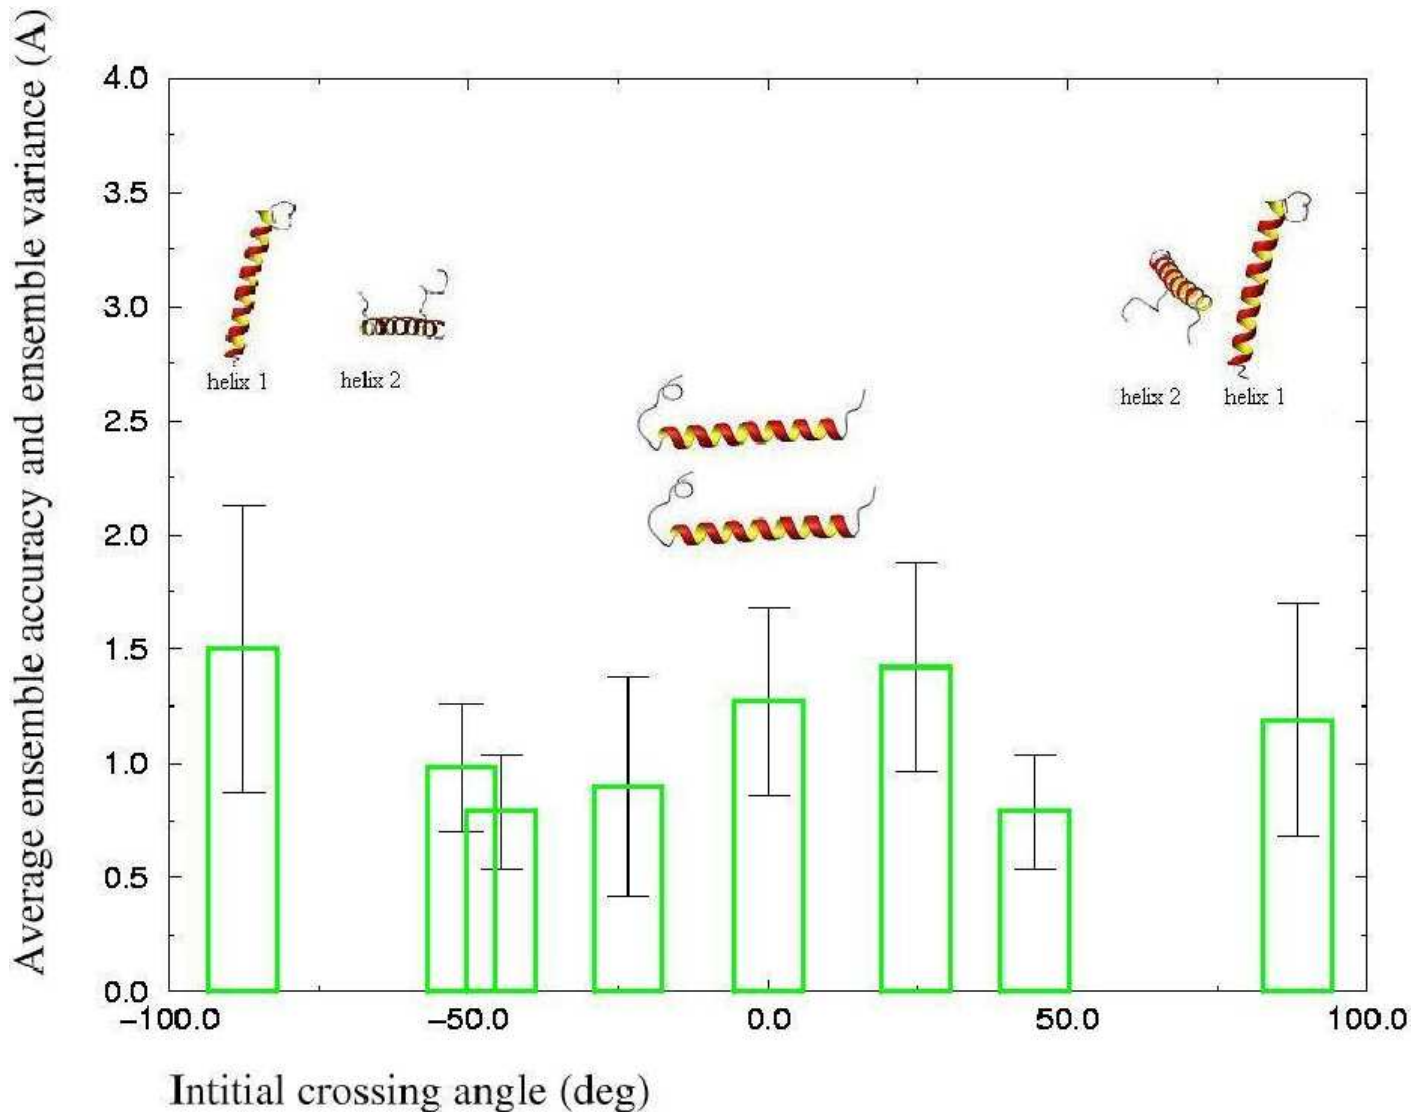 Average ensemble accuracy and ensemble variance (A)
4.0
3.5
3.0
2.5
2.0
1.5
1.0
0.5
0.0
helix 1
helix 2
helix 2
helix 1
−100.0
−50.0
0.0
50.0
100.0
Intitial crossing angle (deg)